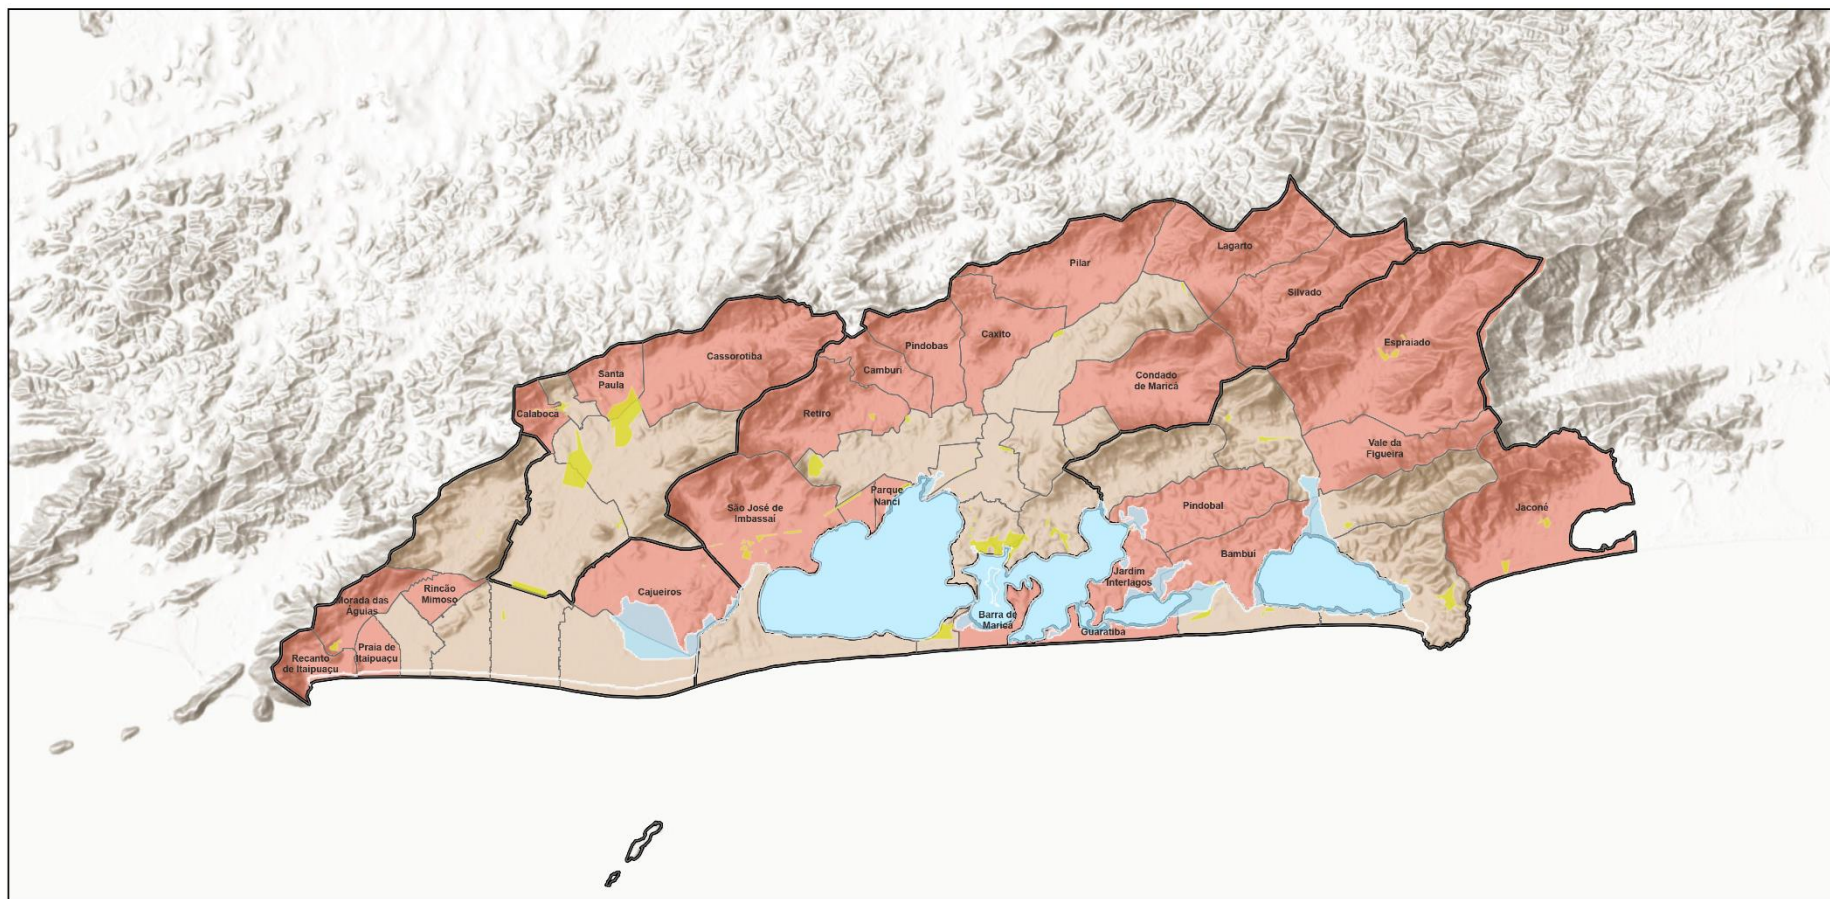 Lagarto
Pilar
Silvado
Caxito
Espraiado
Pindobas
Cassorotiba
Camburi
Santa
Paula
Condado
de Maricá
Calaboca
Retiro
Vale da
Figueira
Parque
Nanci
São José de
Imbassaí
Pindobal
Jaconé
Bambuí
Jardim
Interlagos
Rincão
Mimoso
Cajueiros
Morada das
Águias
Barra de
Maricá
Guaratiba
Praia de
Itaipuaçu
Recanto
de Itaipuaçu